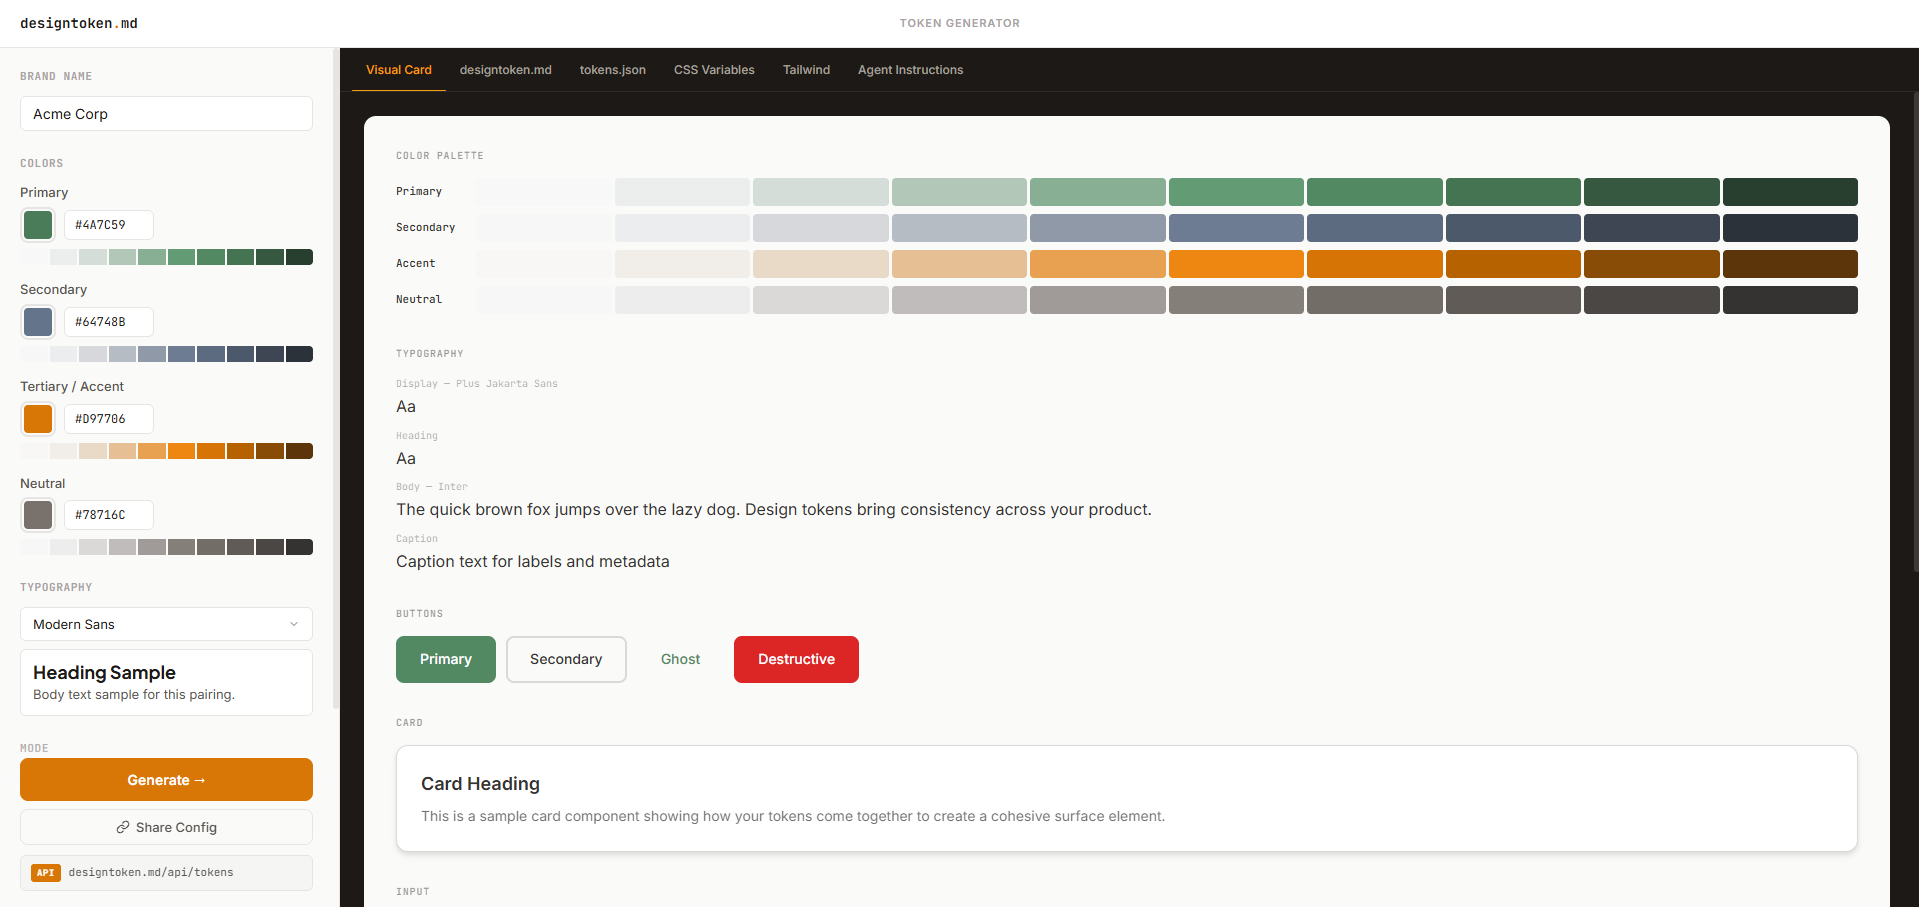 designtoken.md
TOKEN GENERATOR
BRAND NAME
Acme Corp
COLORS
Primary
#4A7C59
Secondary
#64748B
Tertiary / Accent
#D97706
Neutral
#78716C
TYPOGRAPHY
Modern Sans
Heading Sample
Body text sample for this pairing.
MODE
Generate →
Share Config
API designtoken.md/api/tokens
Visual Card designtoken.md tokens.json CSS Variables Tailwind Agent Instructions
COLOR PALETTE
Primary
Secondary
Accent
Neutral
TYPOGRAPHY
Display — Plus Jakarta Sans
Aa
Heading
Aa
Body — Inter
The quick brown fox jumps over the lazy dog. Design tokens bring consistency across your product.
Caption
Caption text for labels and metadata
BUTTONS
Primary Secondary Ghost Destructive
CARD
Card Heading
This is a sample card component showing how your tokens come together to create a cohesive surface element.
INPUT